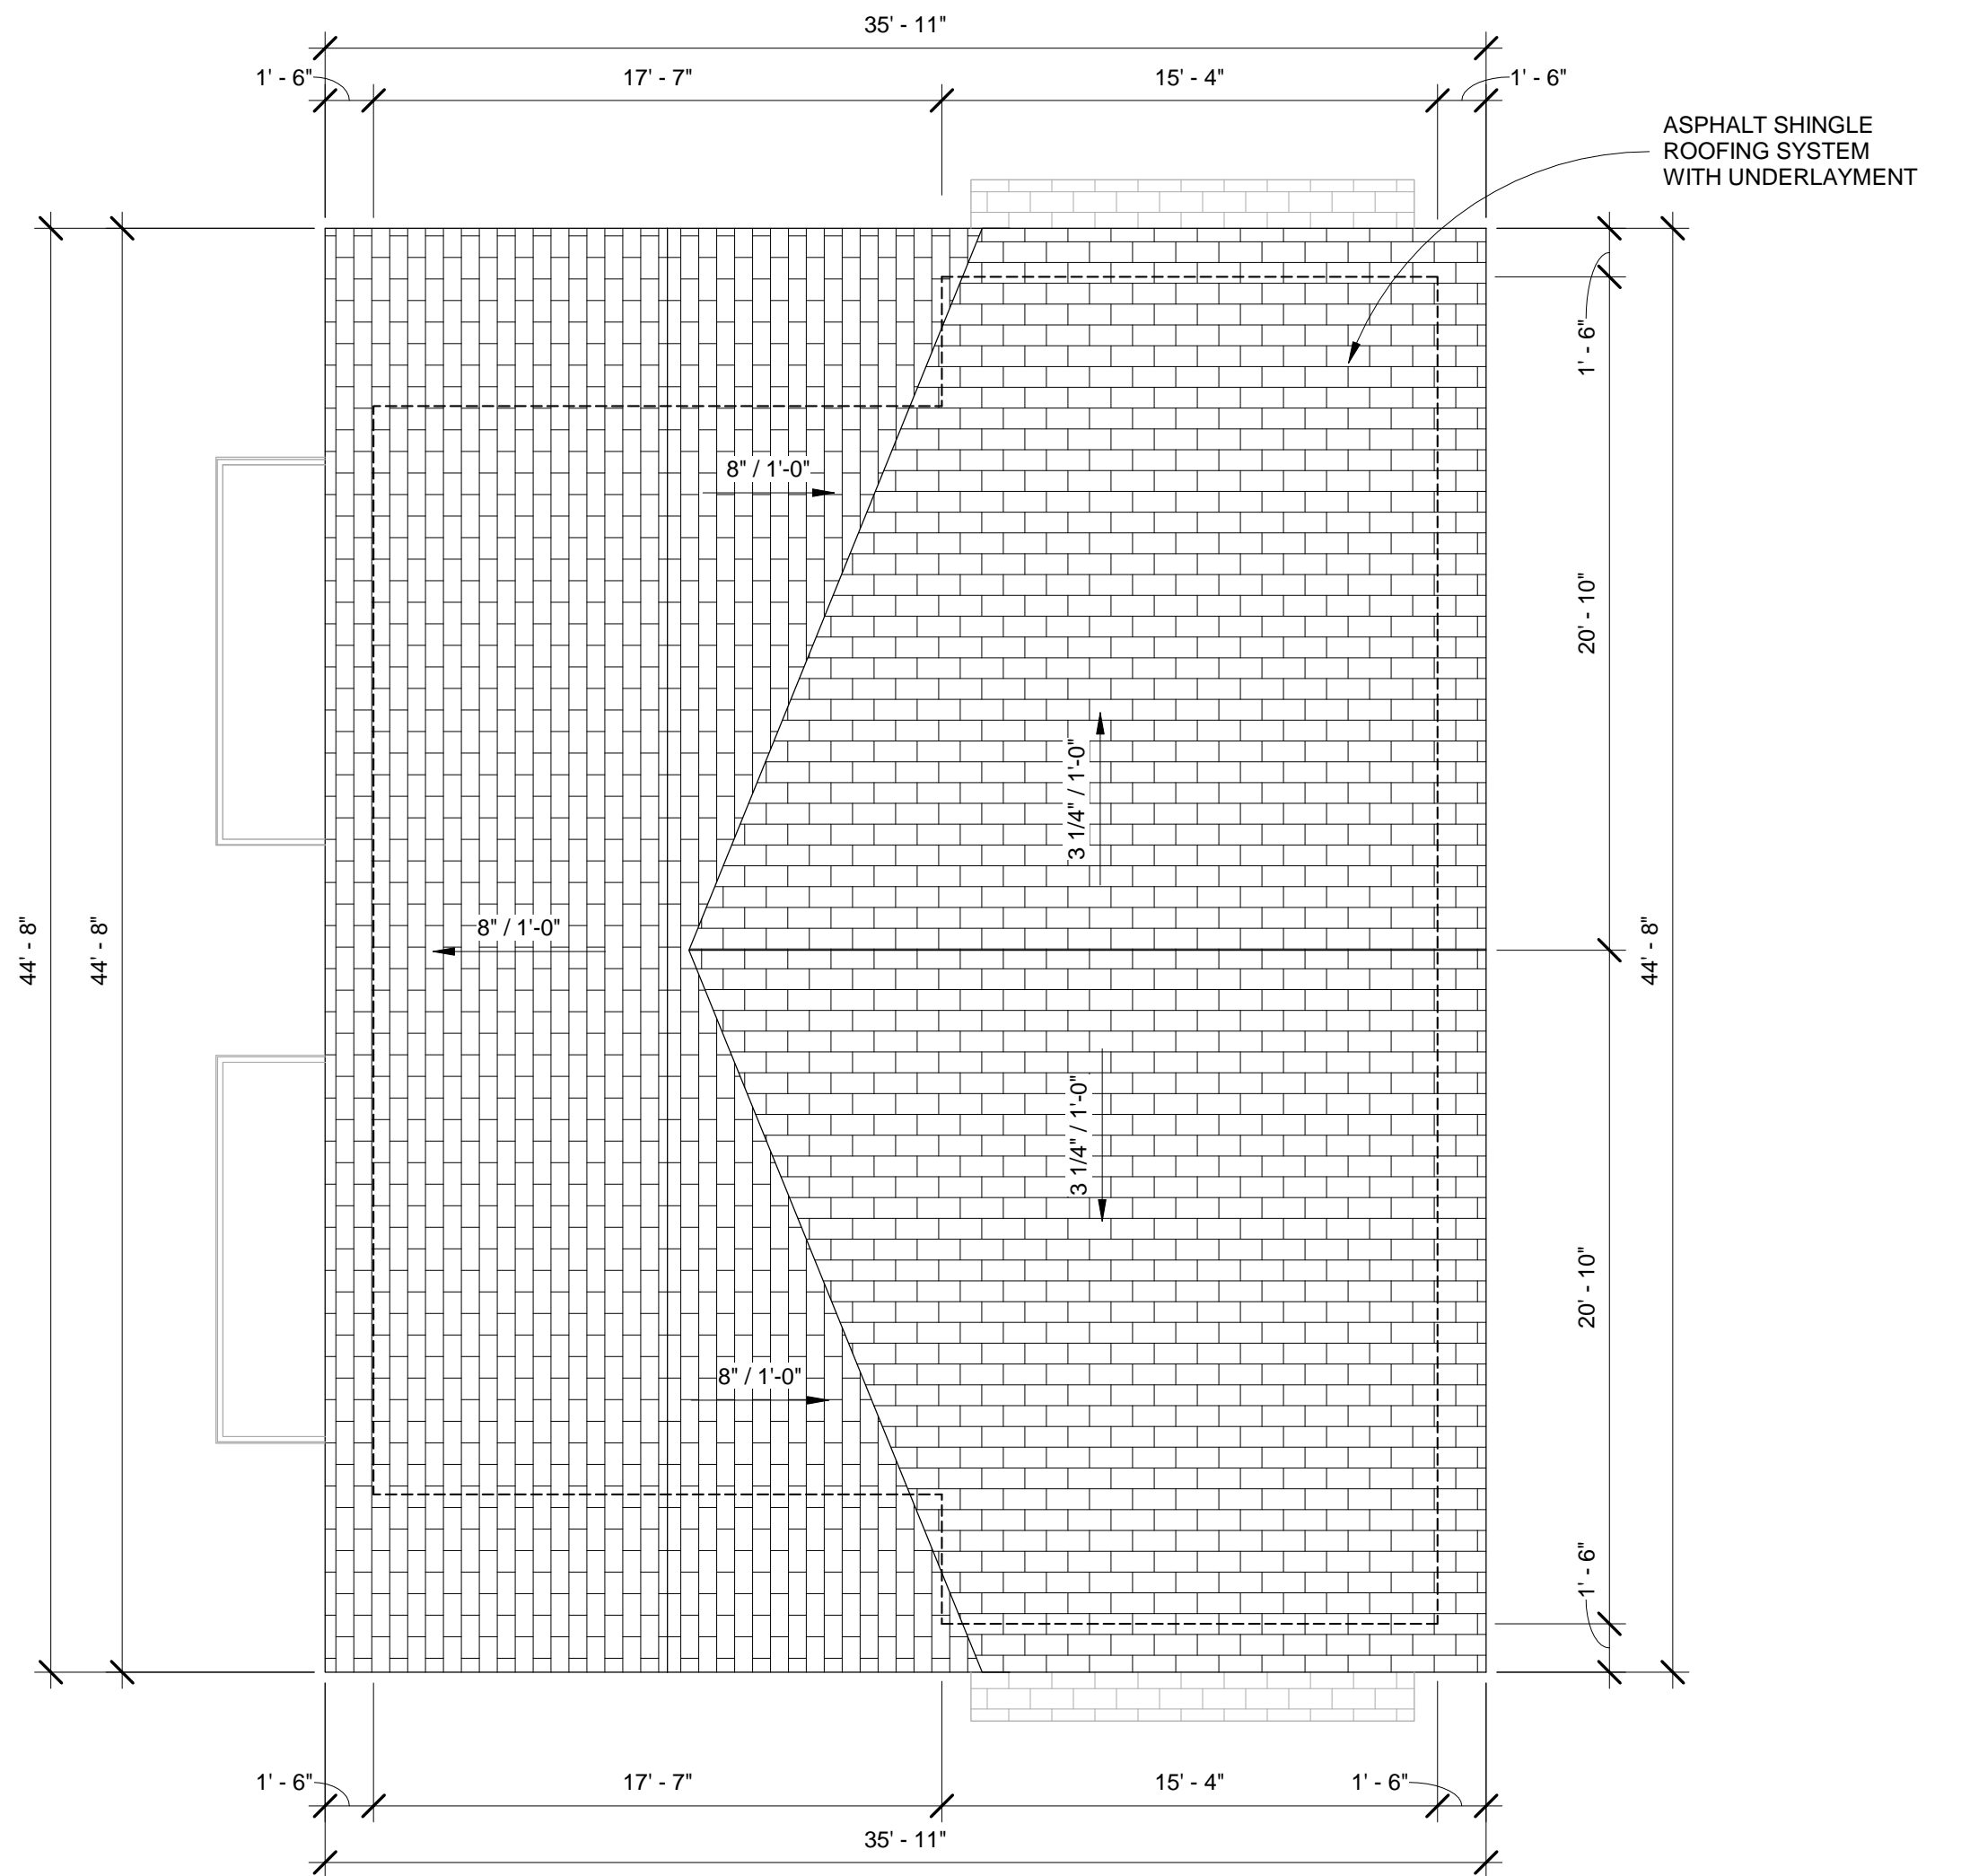 35' - 11"
1' - 6"
17' - 7"
15' - 4"
1' - 6"
ASPHALT SHINGLE
ROOFING SYSTEM
WITH UNDERLAYMENT
1' - 6"
8" / 1'-0"
20' - 10"
3 1/4" / 1'-0"
8" / 1'-0"
44' - 8"
44' - 8"
44' - 8"
3 1/4" / 1'-0"
20' - 10"
8" / 1'-0"
1' - 6"
1' - 6"
17' - 7"
15' - 4"
1' - 6"
35' - 11"